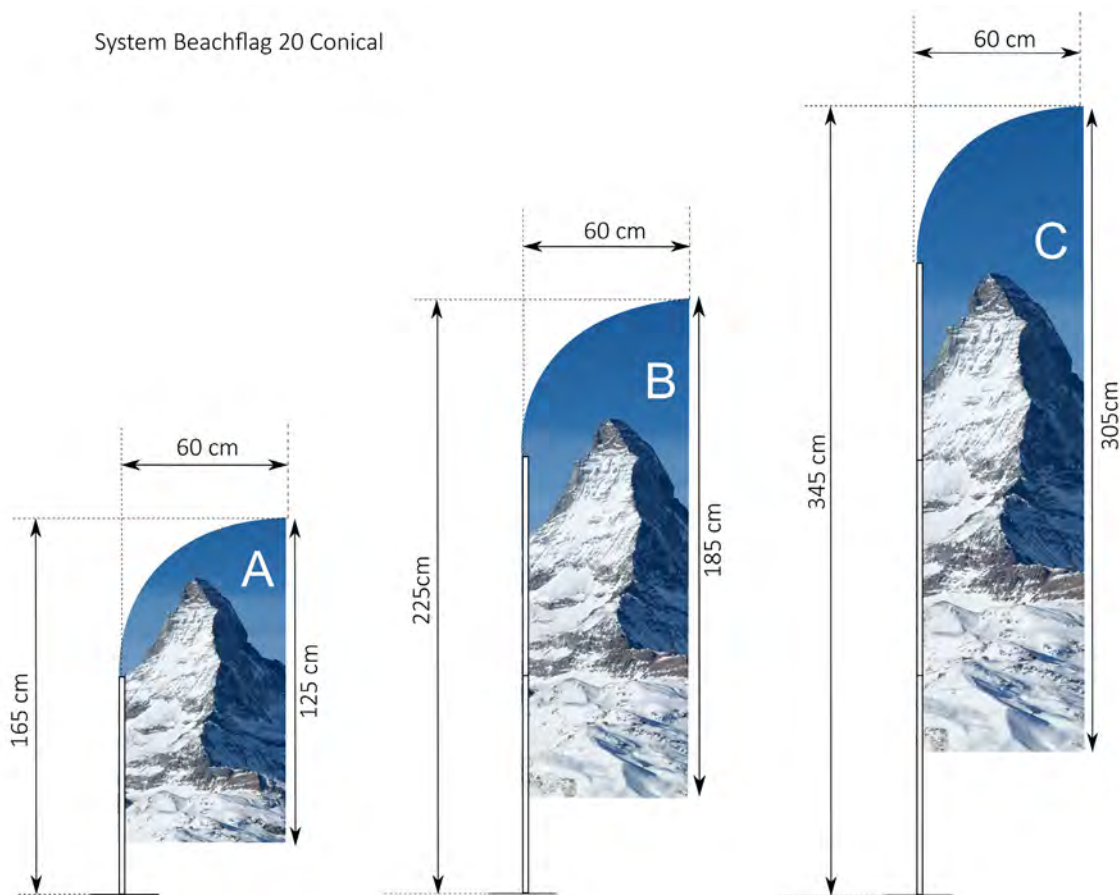 System Beachflag 20 Conical
60 cm
A
165 cm
125 cm
60 cm
B
225cm
185 cm
60 cm
C
345 cm
305cm